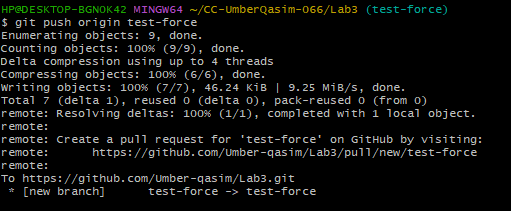 HP@DESKTOP-BGN0K42 MINGW64 ~/CC-UmberQasim-066/Lab3 (test-force)
$ git push origin test-force
Enumerating objects: 9, done.
Counting objects: 100% (9/9), done.
Delta compression using up to 4 threads
Compressing objects: 100% (6/6), done.
Writing objects: 100% (7/7), 46.24 KiB | 9.25 MiB/s, done.
Total 7 (delta 1), reused 0 (delta 0), pack-reused 0 (from 0)
remote: Resolving deltas: 100% (1/1), completed with 1 local object.
remote:
remote: Create a pull request for 'test-force' on GitHub by visiting:
remote:      https://github.com/Umber-qasim/Lab3/pull/new/test-force
remote:
To https://github.com/Umber-qasim/Lab3.git
 * [new branch]      test-force -> test-force